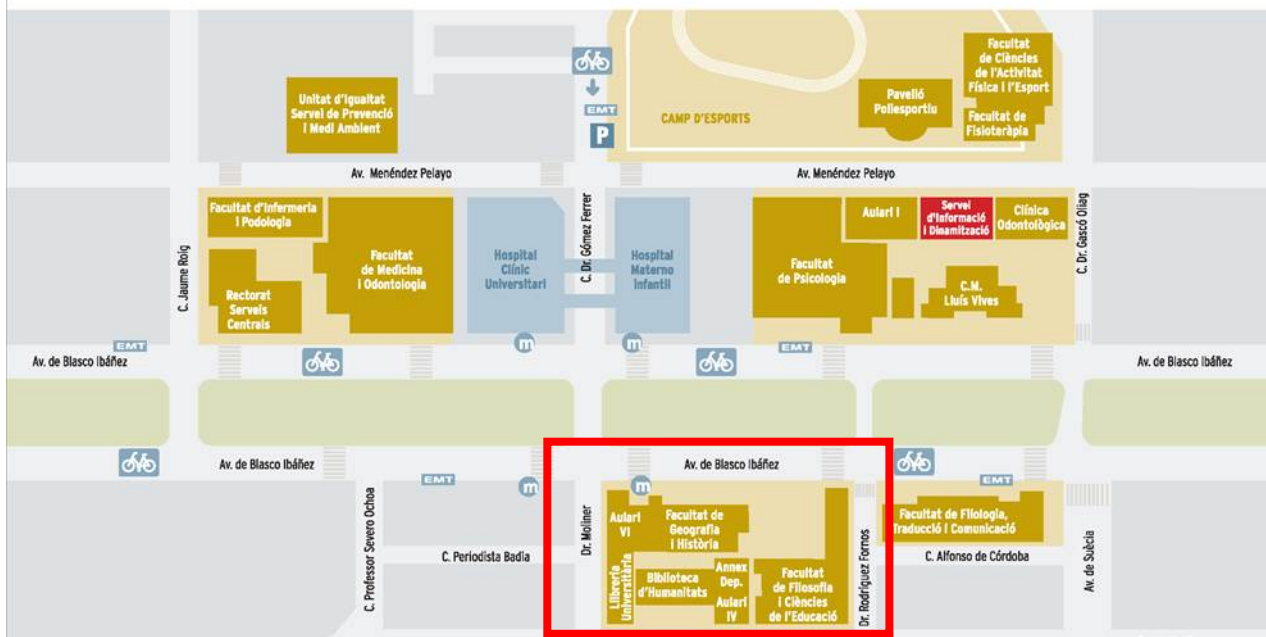 Unitat d'Igualtat
Servei de Prevenció
i Medi Ambient
EMT
P
CAMP D'ESPORTS
Pavelló
Poliesportiu
Facultat
de Ciències
de l'Activitat
Física i l'Esport
Facultat de
Fisioteràpia
Av. Menéndez Pelayo
Av. Menéndez Pelayo
C. Jaume Roig
Facultat d'Infermeria
i Podologia
Rectorat
Serveis
Centrals
Facultat
de Medicina
i Odontologia
Hospital
Clínic
Universitari
C. Dr. Gómez Ferrer
Hospital
Materno
Infantil
Facultat
de Psicologia
Aulari I
Servei
d'Informació
i Dinamització
Clínica
Odontològica
C.M.
Lluís Vives
C. Dr. Gascó Oliag
EMT
m
m
EMT
Av. de Blasco Ibáñez
Av. de Blasco Ibáñez
Av. de Blasco Ibáñez
Av. de Blasco Ibáñez
EMT
m
m
EMT
C. Professor Severo Ochoa
C. Periodista Badia
Dr. Moliner
Aulari
VI
Llibreria
Universitària
Facultat de
Geografia
i Història
Biblioteca
d'Humanitats
Annex
Dep.
Aulari
IV
Facultat
de Filosofia
i Ciències
de l'Educació
Dr. Rodríguez Fornos
Facultat de Filologia,
Traducció i Comunicació
C. Alfonso de Córdoba
Av. de Suècia